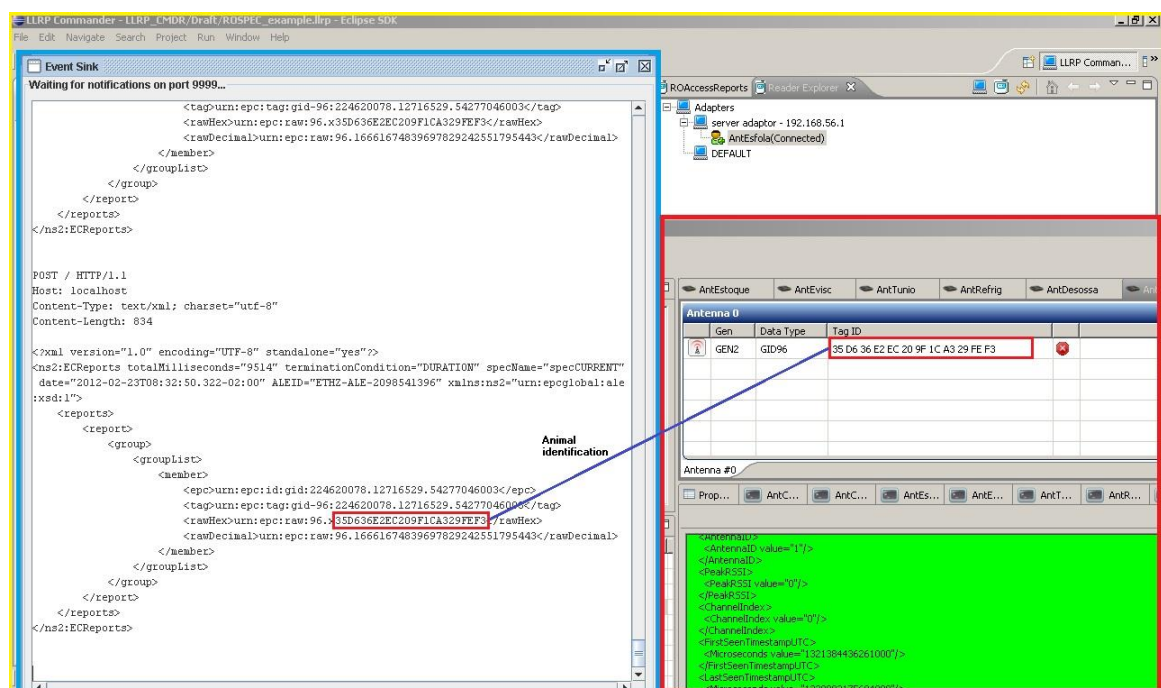 LLRP Commander - LLRP_CMDR/Draft/ROSPEC_example.llrp - Eclipse SDK
File Edit Navigate Search Project Run Window Help
LLRP Comman...
Event Sink
Waiting for notifications on port 9999...
<tag>urn:epc:tag:gid-96:224620078.12716529.54277046003</tag>
<rawHex>urn:epc:raw:96.x35D636E2EC209F1CA329FEF3</rawHex>
<rawDecimal>urn:epc:raw:96.16661674839697829242551795443</rawDecimal>
</member>
</groupList>
</group>
</report>
</reports>
</ns2:ECReports>
POST / HTTP/1.1
Host: localhost
Content-Type: text/xml; charset="utf-8"
Content-Length: 834
<?xml version="1.0" encoding="UTF-8" standalone="yes"?>
<ns2:ECReports totalMilliseconds="9514" terminationCondition="DURATION" specName="specCURRENT"
date="2012-02-23T08:32:50.322-02:00" ALEID="ETHZ-ALE-2098541396" xmlns:ns2="urn:epcglobal:ale
:xsd:1">
<reports>
<report>
<group>
<groupList>
<member>
<epc>urn:epc:id:gid:224620078.12716529.54277046003</epc>
<tag>urn:epc:tag:gid-96:224620078.12716529.54277046003</tag>
<rawHex>urn:epc:raw:96.x35D636E2EC209F1CA329FEF3</rawHex>
<rawDecimal>urn:epc:raw:96.16661674839697829242551795443</rawDecimal>
</member>
</groupList>
</group>
</report>
</reports>
</ns2:ECReports>
Animal
identification
ROAccessReports Reader Explorer
Adapters
server adaptor - 192.168.56.1
AntEsfola(Connected)
DEFAULT
AntEstoque AntEvisc AntTunio AntRefrig AntDesossa
Antenna 0
Gen Data Type Tag ID
GEN2 GID96 35 D6 36 E2 EC 20 9F 1C A3 29 FE F3
Antenna #0
Prop... AntC... AntC... AntEs... AntE... AntT... AntR...
<AntennaID>
<AntennaID value="1"/>
</AntennaID>
<PeakRSSI>
<PeakRSSI value="0"/>
</PeakRSSI>
<ChannelIndex>
<ChannelIndex value="0"/>
</ChannelIndex>
<FirstSeenTimestampUTC>
<Microseconds value="1321384436261000"/>
</FirstSeenTimestampUTC>
<LastSeenTimestampUTC>